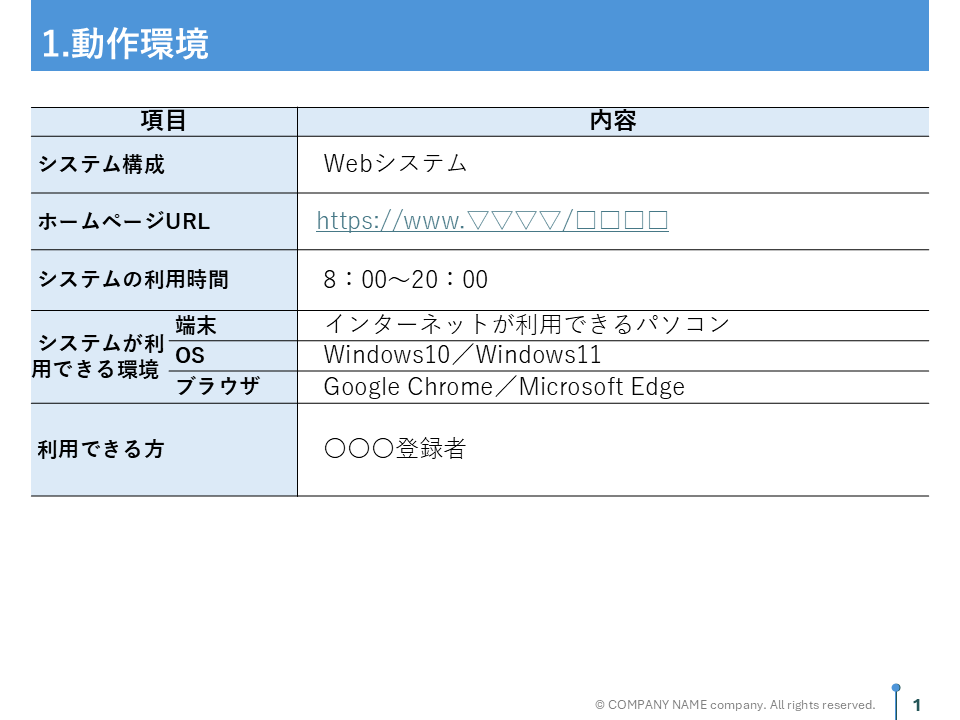 1.動作環境
項目 内容
システム構成 Webシステム
ホームページURL https://www.▽▽▽▽/□□□□
システムの利用時間 8：00～20：00
システムが利
用できる環境
端末 インターネットが利用できるパソコン
OS Windows10／Windows11
ブラウザ Google Chrome／Microsoft Edge
利用できる方 〇〇〇登録者
© COMPANY NAME company. All rights reserved. 1